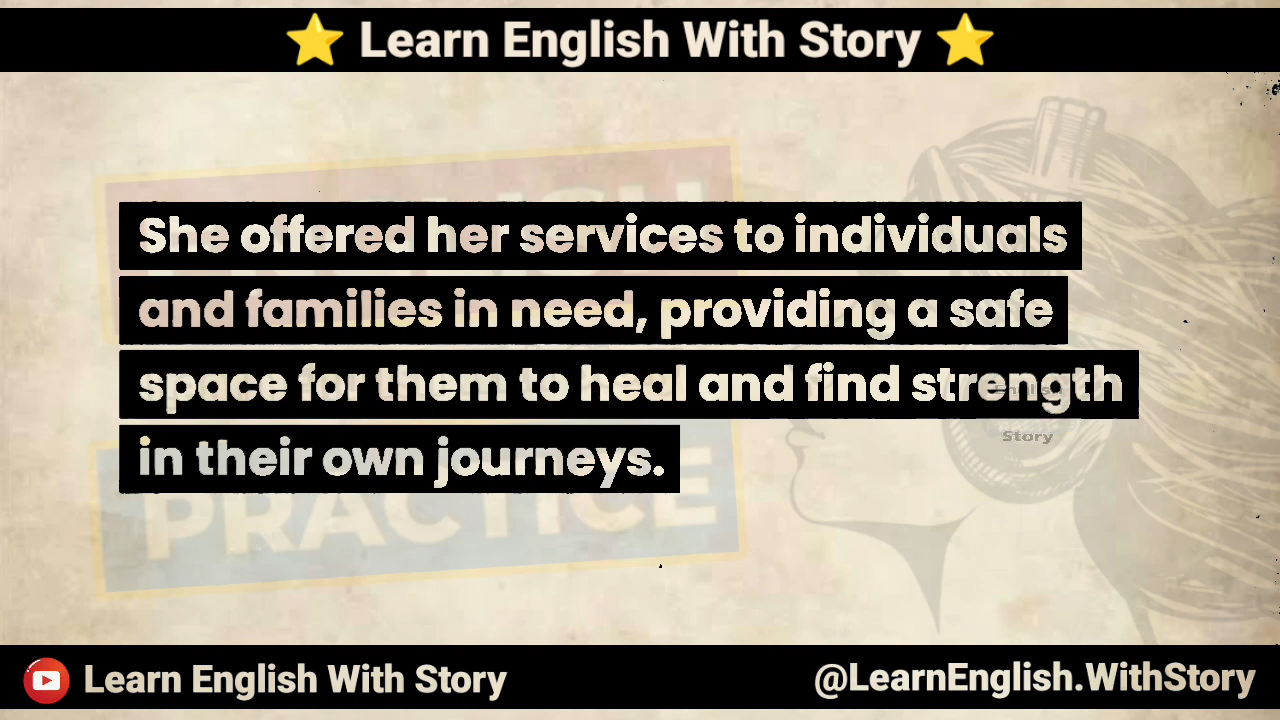 Learn English With Story
She offered her services to individuals
and families in need, providing a safe
space for them to heal and find strength
in their own journeys.
Story
PRACTICE
Learn English With Story
@LearnEnglish.WithStory